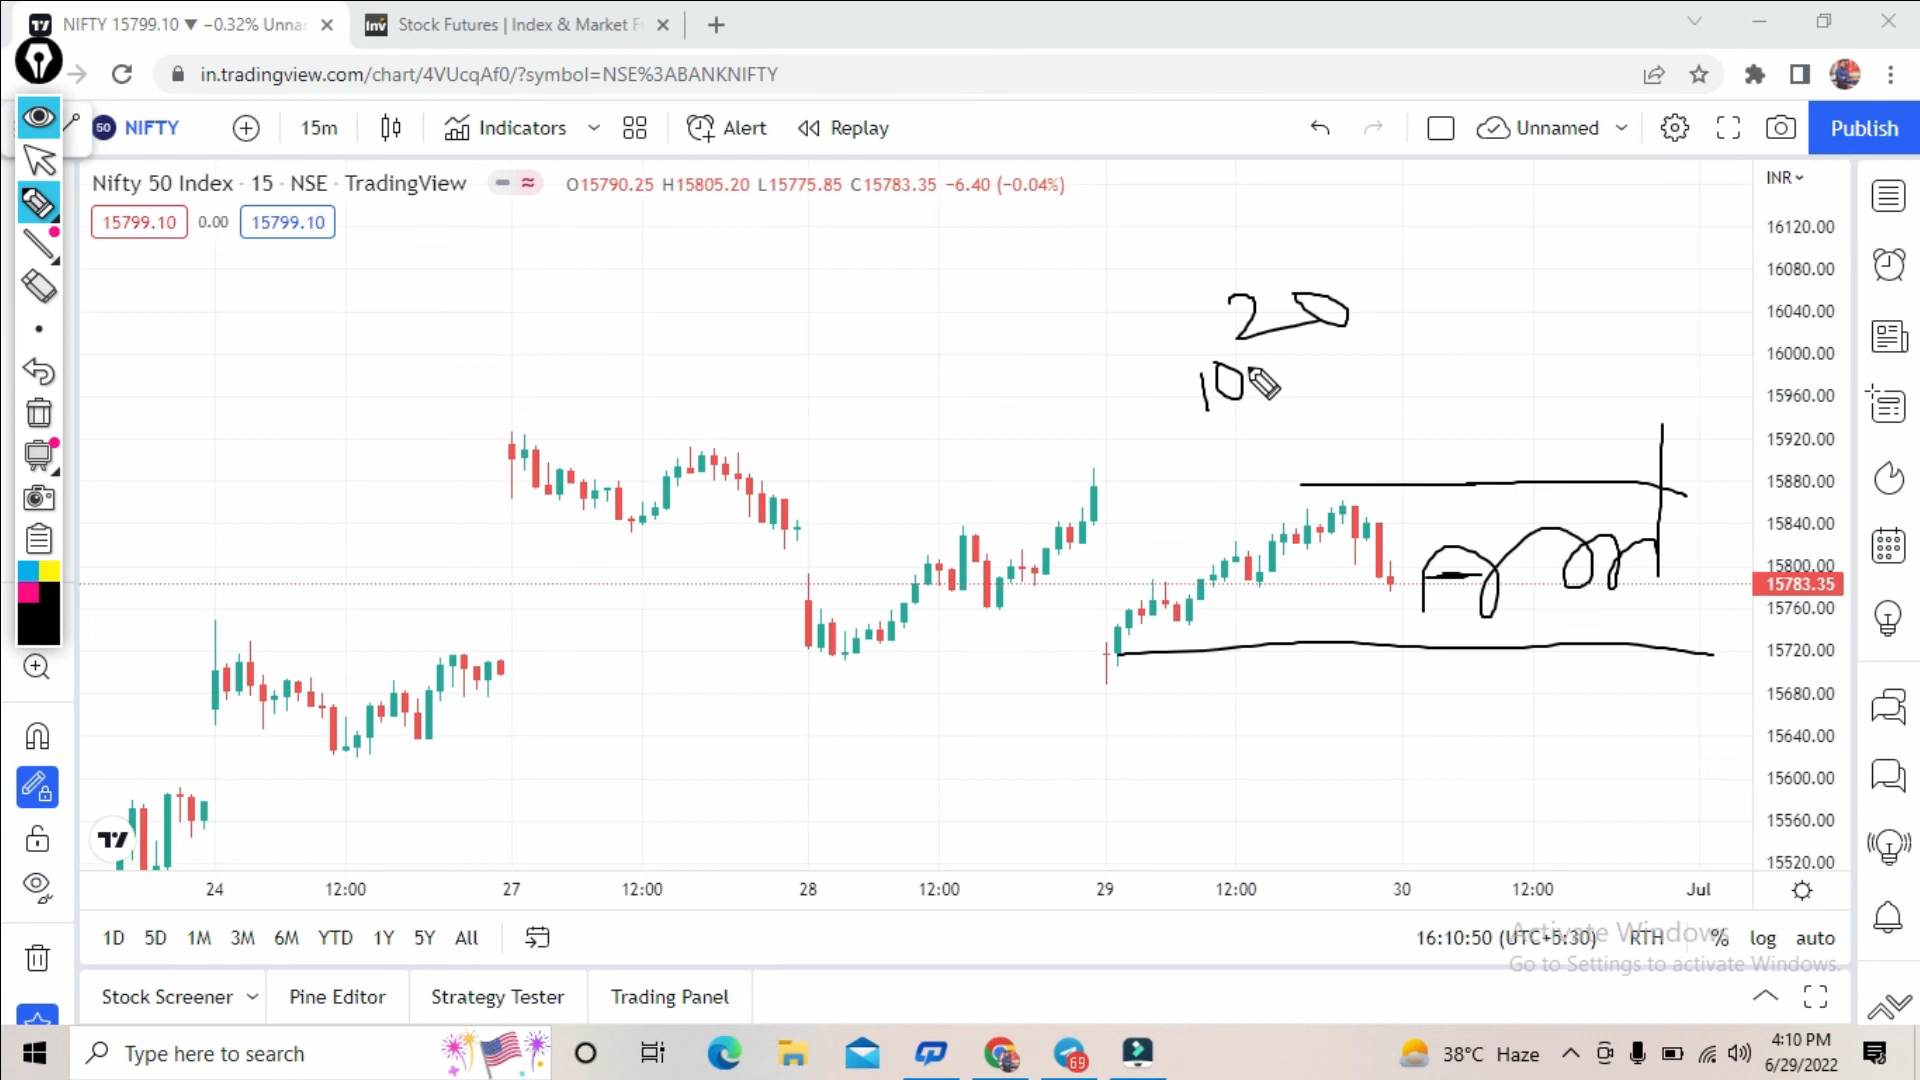 NIFTY 15799.10 ▼ −0.32% Unnar
Stock Futures | Index & Market F
in.tradingview.com/chart/4VUcqAf0/?symbol=NSE%3ABANKNIFTY
50 NIFTY 15m Indicators Alert Replay Unnamed Publish
Nifty 50 Index · 15 · NSE · TradingView O15790.25 H15805.20 L15775.85 C15783.35 −6.40 (−0.04%)
INR
15799.10 0.00 15799.10
16120.00
16080.00
16040.00
20
16000.00
10
15960.00
15920.00
15880.00
15840.00
15800.00
15783.35
15760.00
15720.00
15680.00
15640.00
15600.00
15560.00
15520.00
24 12:00 27 12:00 28 12:00 29 12:00 30 12:00 Jul
1D 5D 1M 3M 6M YTD 1Y 5Y All 16:10:50 (UTC+5:30) RTH % log auto
Activate Windows
Go to Settings to activate Windows.
Stock Screener Pine Editor Strategy Tester Trading Panel
Type here to search 69 38°C Haze 4:10 PM
6/29/2022